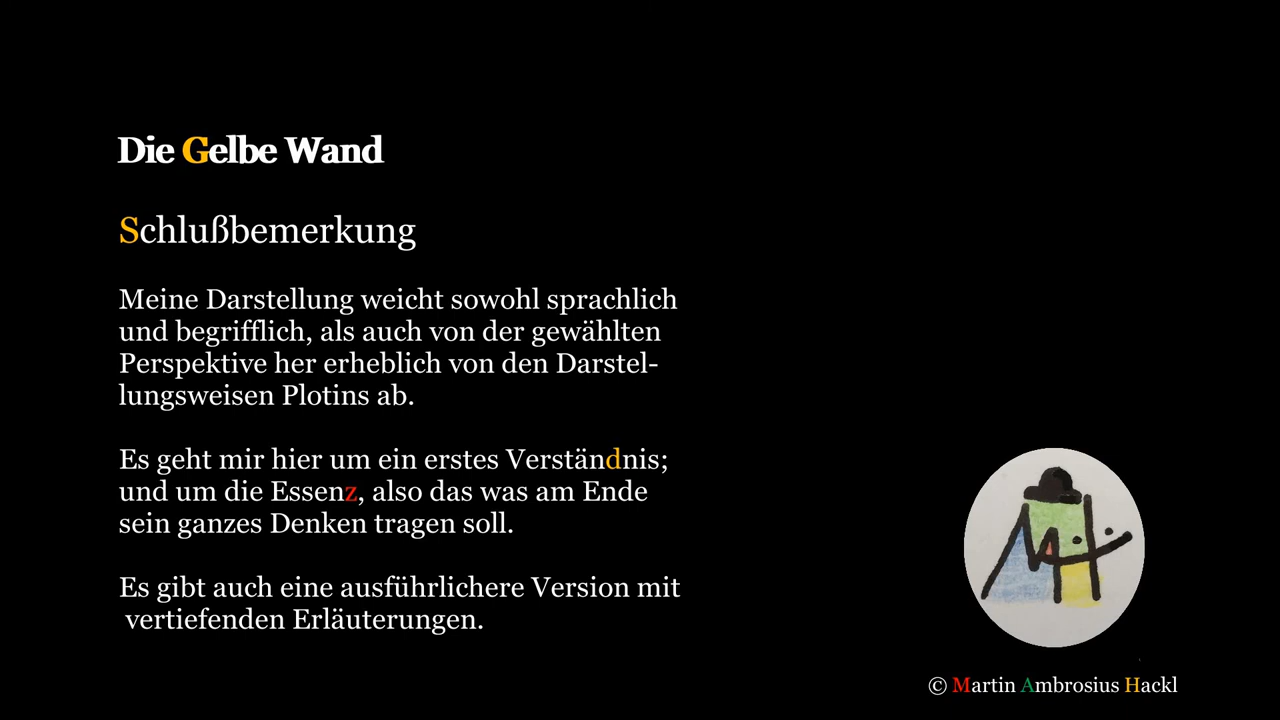 Die Gelbe Wand
Schlußbemerkung
Meine Darstellung weicht sowohl sprachlich
und begrifflich, als auch von der gewählten
Perspektive her erheblich von den Darstel-
lungsweisen Plotins ab.
Es geht mir hier um ein erstes Verständnis;
und um die Essenz, also das was am Ende
sein ganzes Denken tragen soll.
Es gibt auch eine ausführlichere Version mit
vertiefenden Erläuterungen.
© Martin Ambrosius Hackl